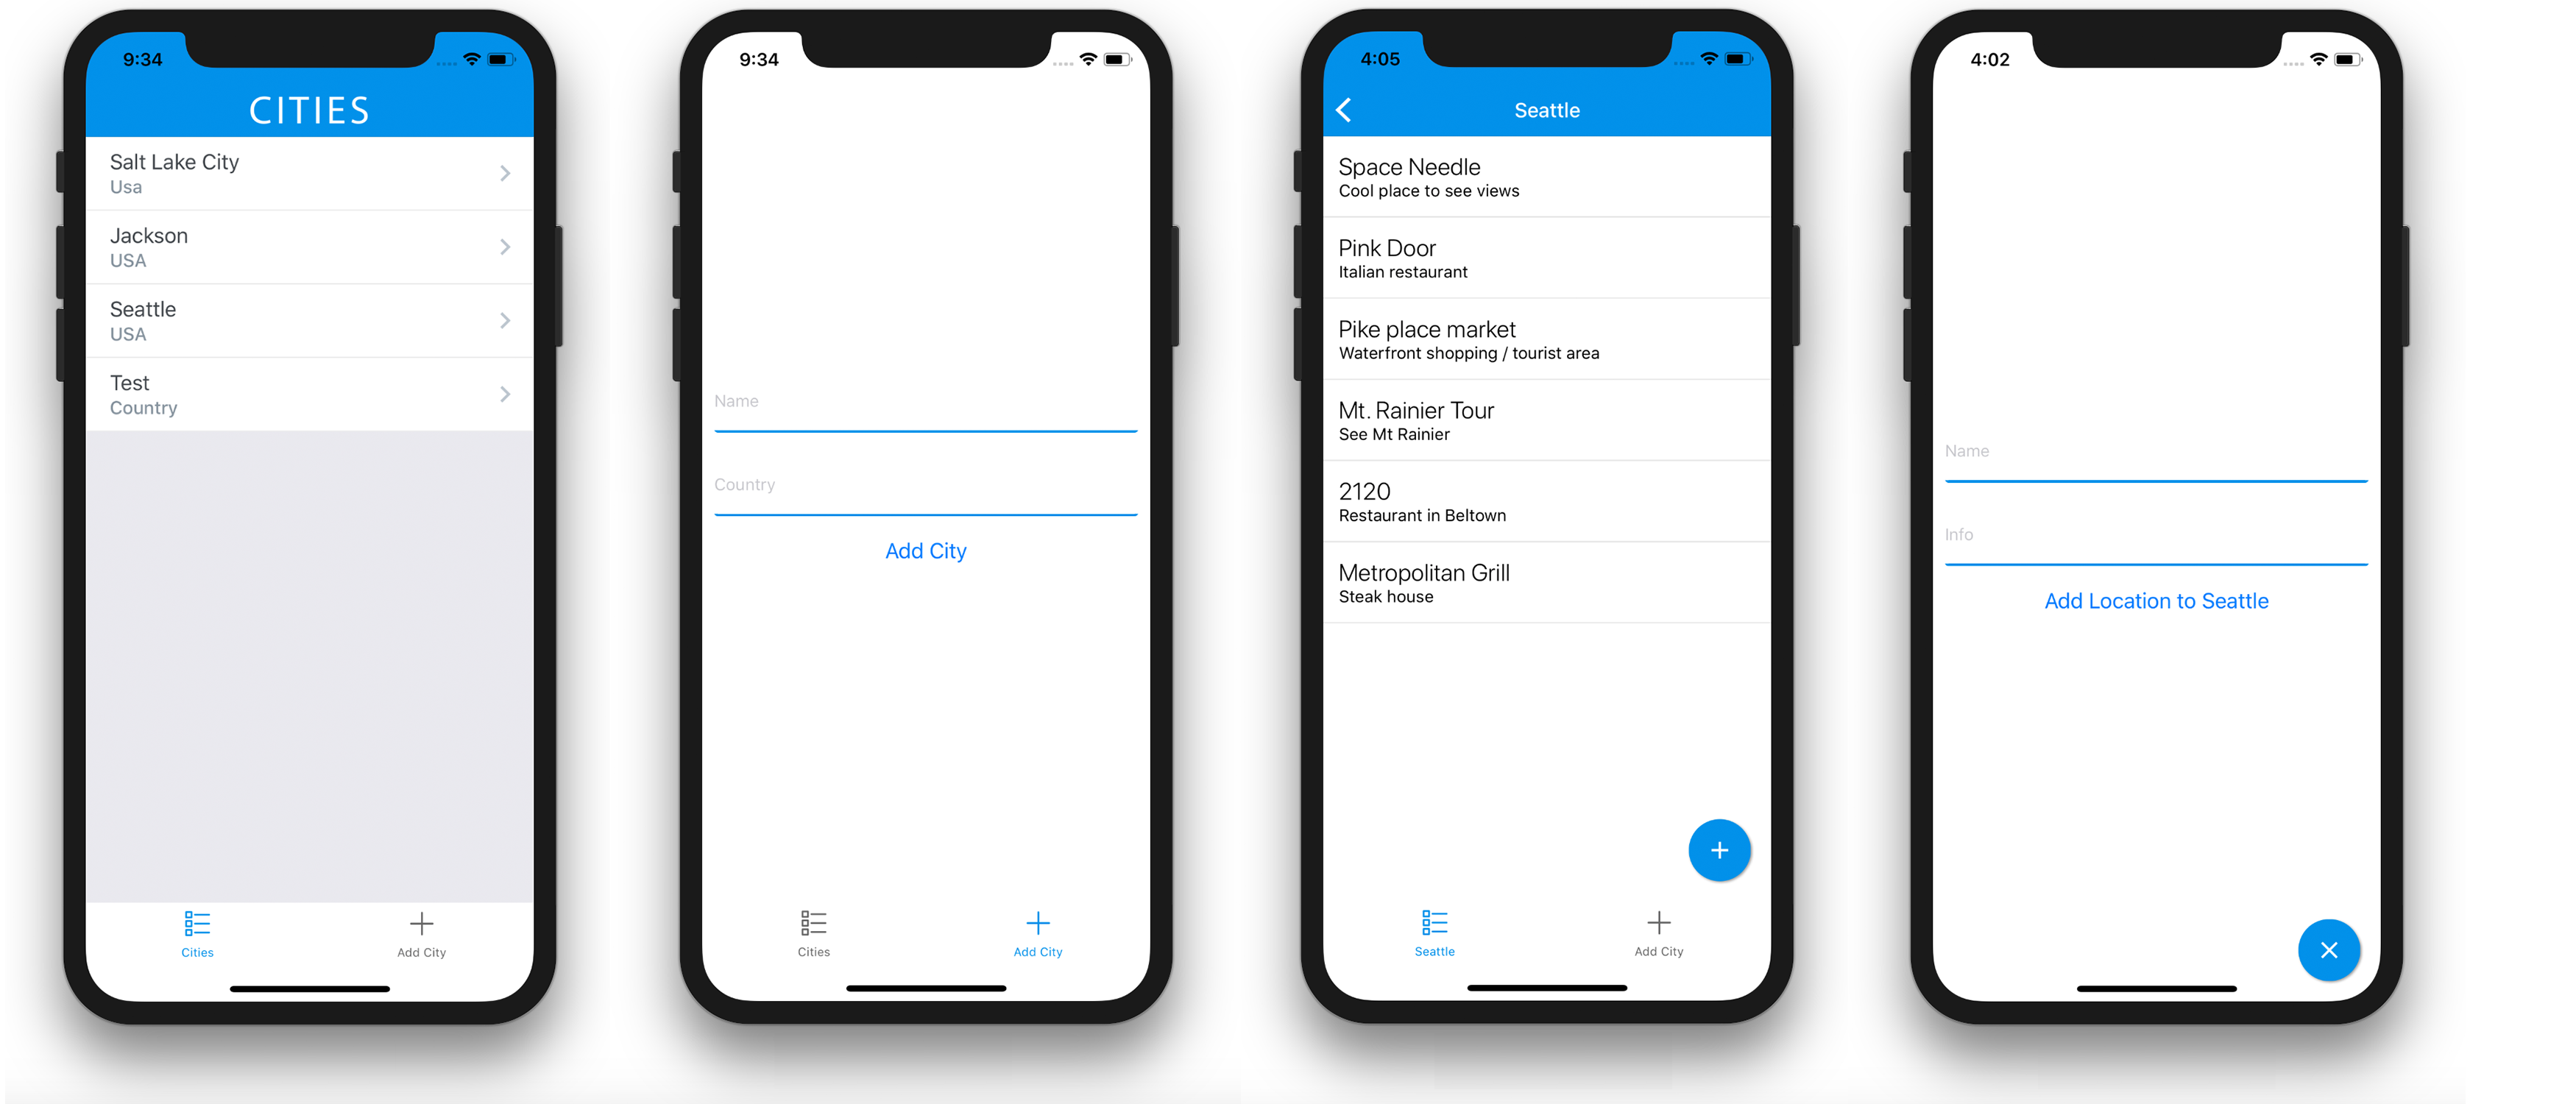 9:34
CITIES
Salt Lake City
Usa
Jackson
USA
Seattle
USA
Test
Country
Cities
Add City
9:34
Name
Country
Add City
Cities
Add City
4:05
Seattle
Space Needle
Cool place to see views
Pink Door
Italian restaurant
Pike place market
Waterfront shopping / tourist area
Mt. Rainier Tour
See Mt Rainier
2120
Restaurant in Beltown
Metropolitan Grill
Steak house
Seattle
Add City
4:02
Name
Info
Add Location to Seattle